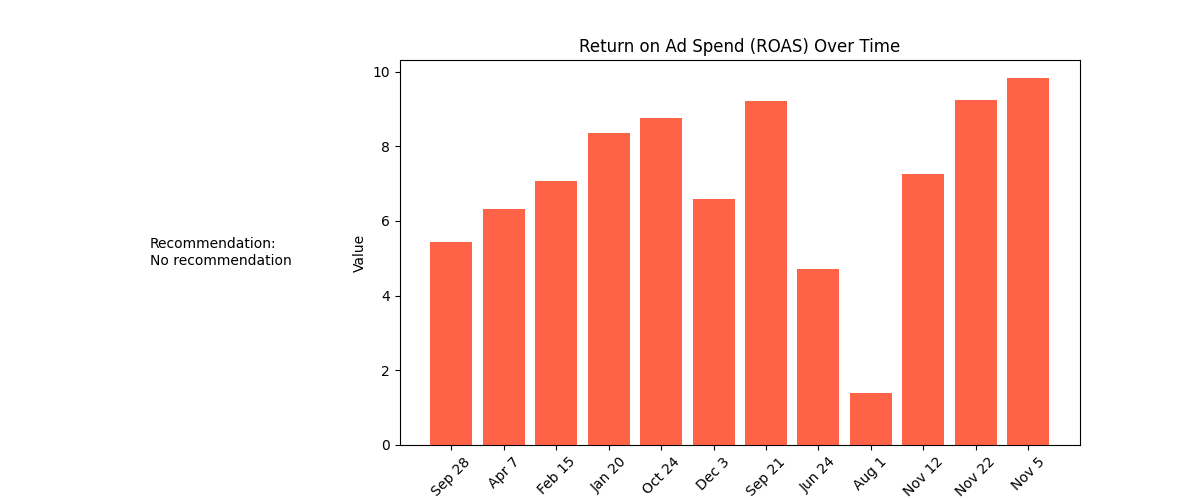 Return on Ad Spend (ROAS) Over Time
Recommendation:
No recommendation
Value
10
8
6
4
2
0
Sep 28
Apr 7
Feb 15
Jan 20
Oct 24
Dec 3
Sep 21
Jun 24
Aug 1
Nov 12
Nov 22
Nov 5